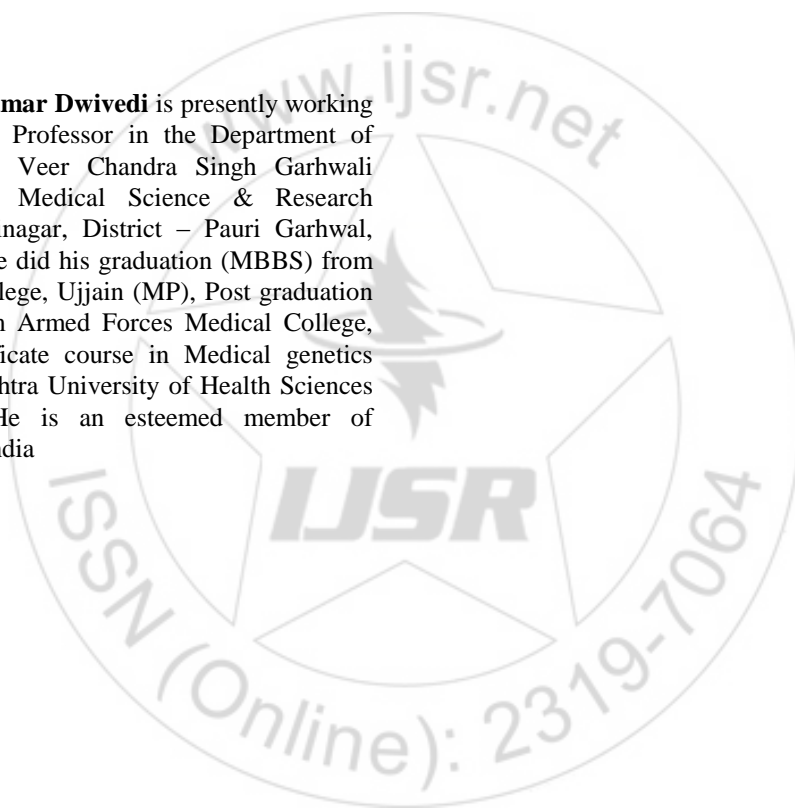 mar Dwivedi is presently working
Professor in the Department of
Veer Chandra Singh Garhwali
Medical Science & Research
nagar, District – Pauri Garhwal,
e did his graduation (MBBS) from
lege, Ujjain (MP), Post graduation
n Armed Forces Medical College,
ficate course in Medical genetics
htra University of Health Sciences
He is an esteemed member of
ndia
www.ijsr.net
IJSR
ISSN (Online): 2319-7064